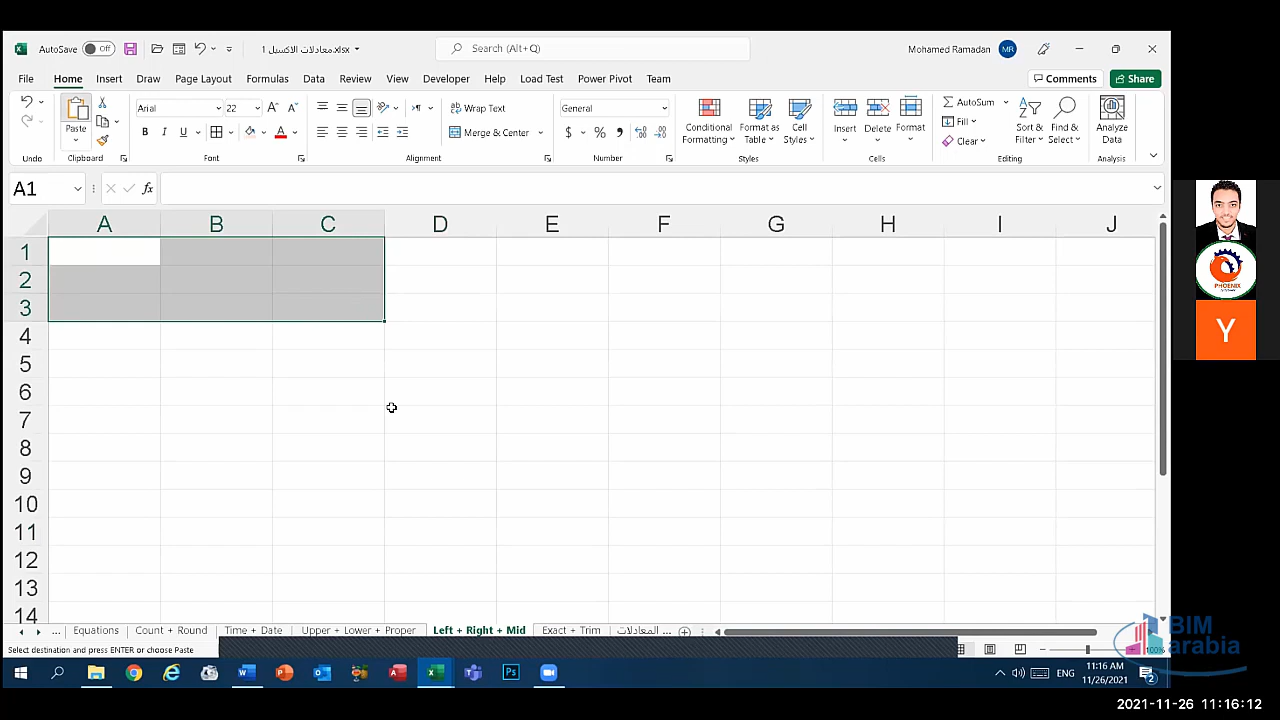 AutoSave Off معادلات الاكسيل 1.xlsx Search (Alt+Q) Mohamed Ramadan MR
File Home Insert Draw Page Layout Formulas Data Review View Developer Help Load Test Power Pivot Team Comments Share
Arial 22 Wrap Text General AutoSum
Paste B I U Merge & Center $ % Conditional Formatting Format as Table Cell Styles Insert Delete Format Fill Sort & Filter Find & Select Analyze Data
Clear
Undo Clipboard Font Alignment Number Styles Cells Editing Analysis
A1 fx
A B C D E F G H I J
1
2
3
4
5
6
7
8
9
10
11
12
13
14
PHOENIX
Y
... Equations Count + Round Time + Date Upper + Lower + Proper Left + Right + Mid Exact + Trim المعادلات ...
Select destination and press ENTER or choose Paste 100%
BIM
arabia
ENG 11:16 AM
11/26/2021 2
2021-11-26 11:16:12